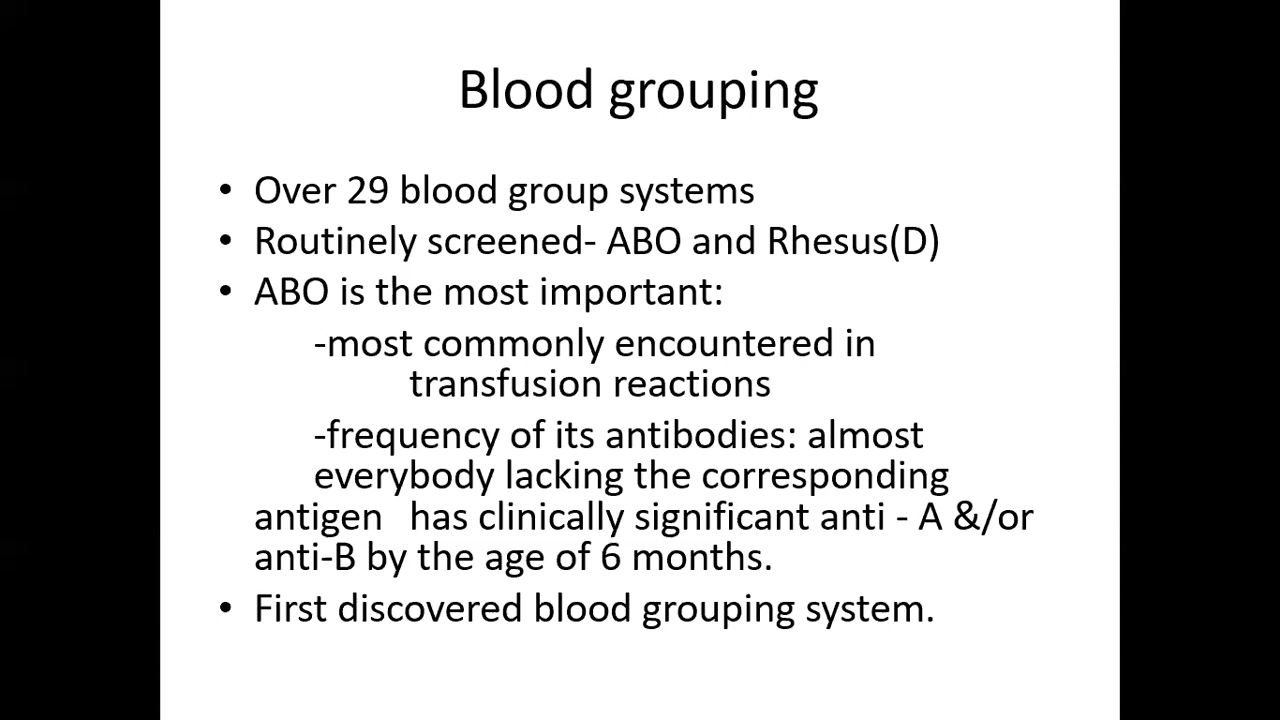 Blood grouping
• Over 29 blood group systems
• Routinely screened- ABO and Rhesus(D)
• ABO is the most important:
-most commonly encountered in
transfusion reactions
-frequency of its antibodies: almost
everybody lacking the corresponding
antigen has clinically significant anti - A &/or
anti-B by the age of 6 months.
• First discovered blood grouping system.